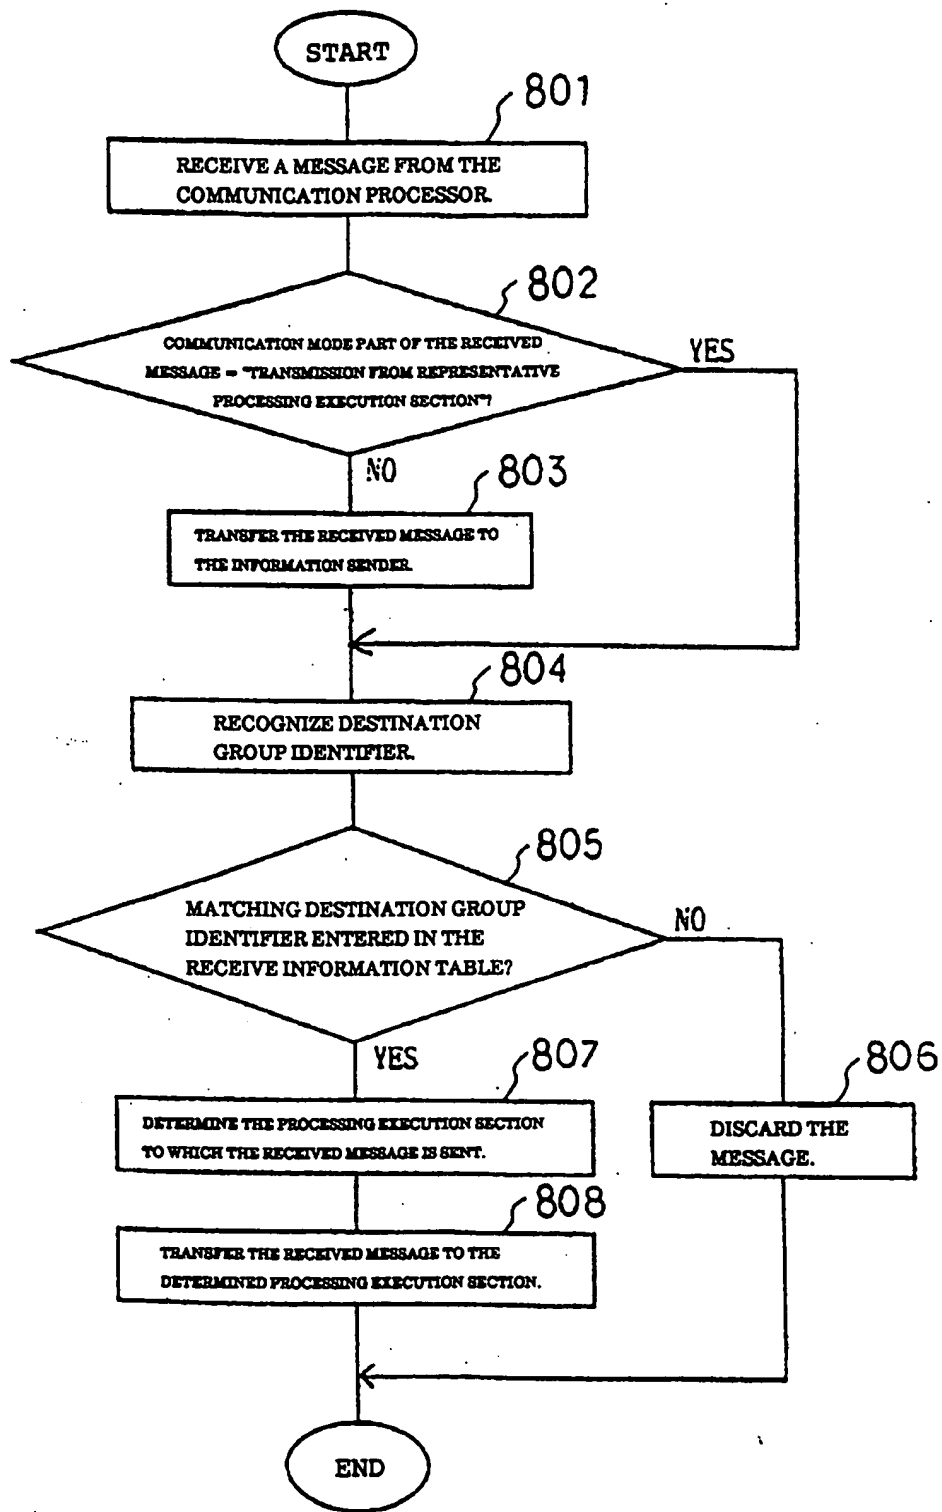 START
801
RECEIVE A MESSAGE FROM THE
COMMUNICATION PROCESSOR.
802
COMMUNICATION MODE PART OF THE RECEIVED
MESSAGE = "TRANSMISSION FROM REPRESENTATIVE
PROCESSING EXECUTION SECTION"?
YES
NO
803
TRANSFER THE RECEIVED MESSAGE TO
THE INFORMATION SENDER.
804
RECOGNIZE DESTINATION
GROUP IDENTIFIER.
805
MATCHING DESTINATION GROUP
IDENTIFIER ENTERED IN THE
RECEIVE INFORMATION TABLE?
NO
YES
807
806
DETERMINE THE PROCESSING EXECUTION SECTION
TO WHICH THE RECEIVED MESSAGE IS SENT.
DISCARD THE
MESSAGE.
808
TRANSFER THE RECEIVED MESSAGE TO THE
DETERMINED PROCESSING EXECUTION SECTION.
END